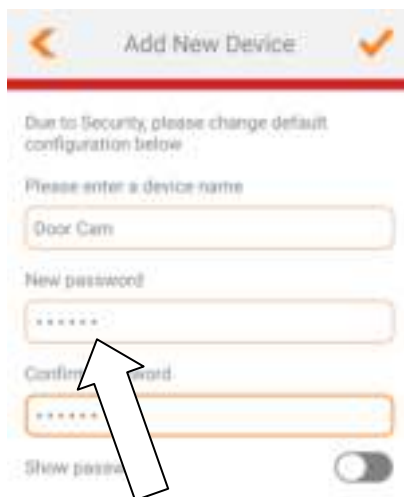 Add New Device
Due to Security, please change default
configuration below
Please enter a device name
Door Cam
New password
••••••
••••••
Show